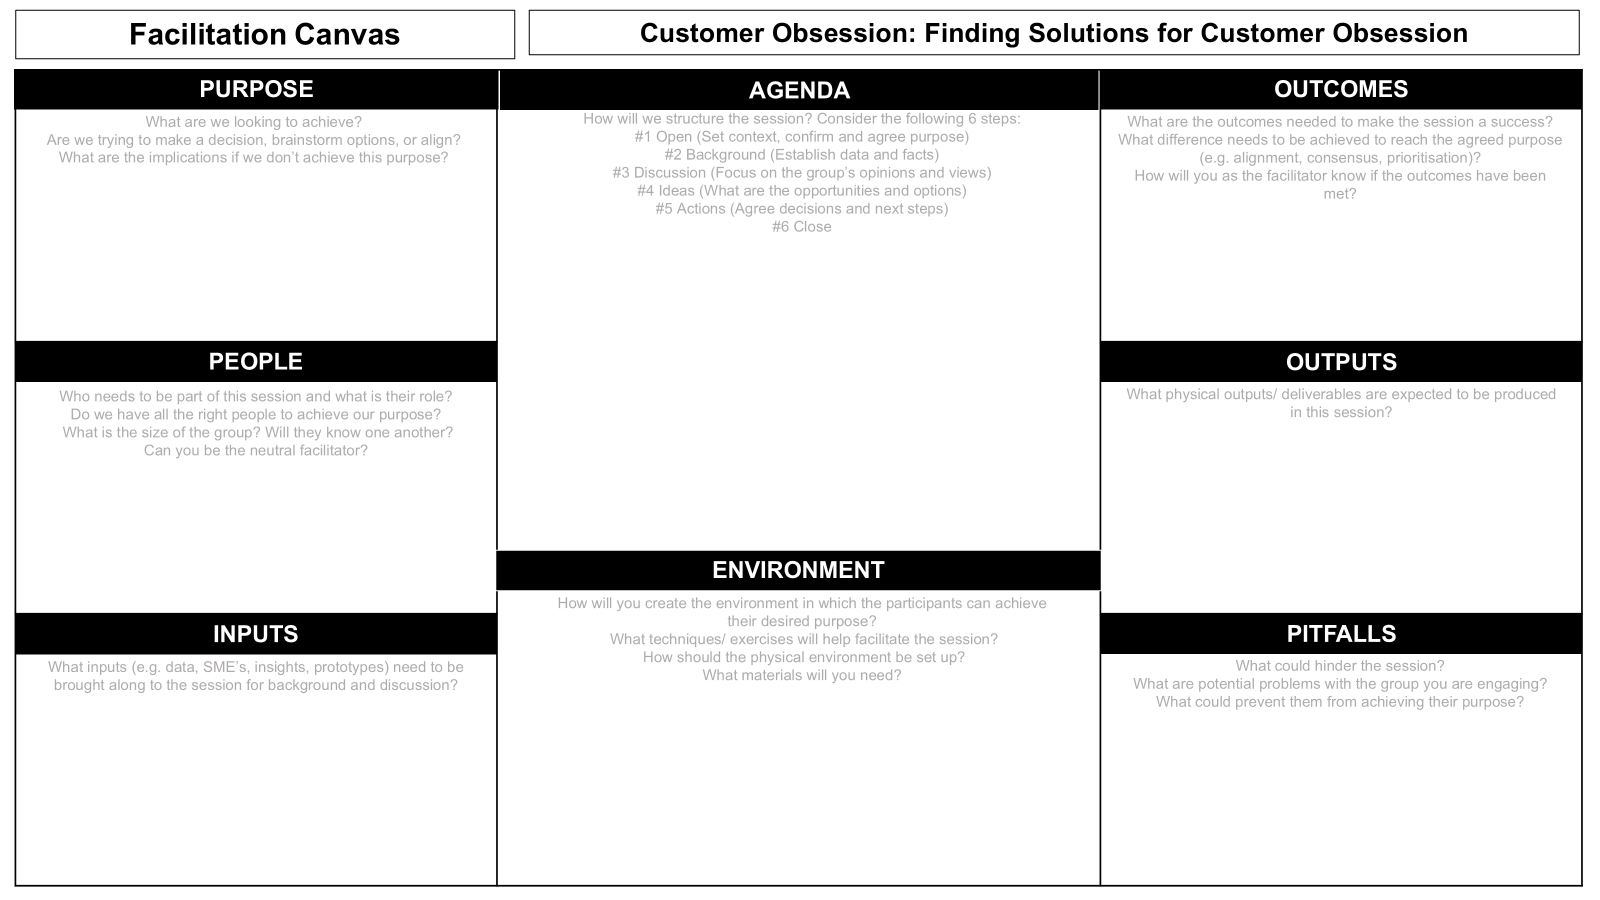 Facilitation Canvas
Customer Obsession: Finding Solutions for Customer Obsession
PURPOSE
What are we looking to achieve?
Are we trying to make a decision, brainstorm options, or align?
What are the implications if we don’t achieve this purpose?
PEOPLE
Who needs to be part of this session and what is their role?
Do we have all the right people to achieve our purpose?
What is the size of the group? Will they know one another?
Can you be the neutral facilitator?
INPUTS
What inputs (e.g. data, SME’s, insights, prototypes) need to be
brought along to the session for background and discussion?
AGENDA
How will we structure the session? Consider the following 6 steps:
#1 Open (Set context, confirm and agree purpose)
#2 Background (Establish data and facts)
#3 Discussion (Focus on the group’s opinions and views)
#4 Ideas (What are the opportunities and options)
#5 Actions (Agree decisions and next steps)
#6 Close
ENVIRONMENT
How will you create the environment in which the participants can achieve
their desired purpose?
What techniques/ exercises will help facilitate the session?
How should the physical environment be set up?
What materials will you need?
OUTCOMES
What are the outcomes needed to make the session a success?
What difference needs to be achieved to reach the agreed purpose
(e.g. alignment, consensus, prioritisation)?
How will you as the facilitator know if the outcomes have been
met?
OUTPUTS
What physical outputs/ deliverables are expected to be produced
in this session?
PITFALLS
What could hinder the session?
What are potential problems with the group you are engaging?
What could prevent them from achieving their purpose?